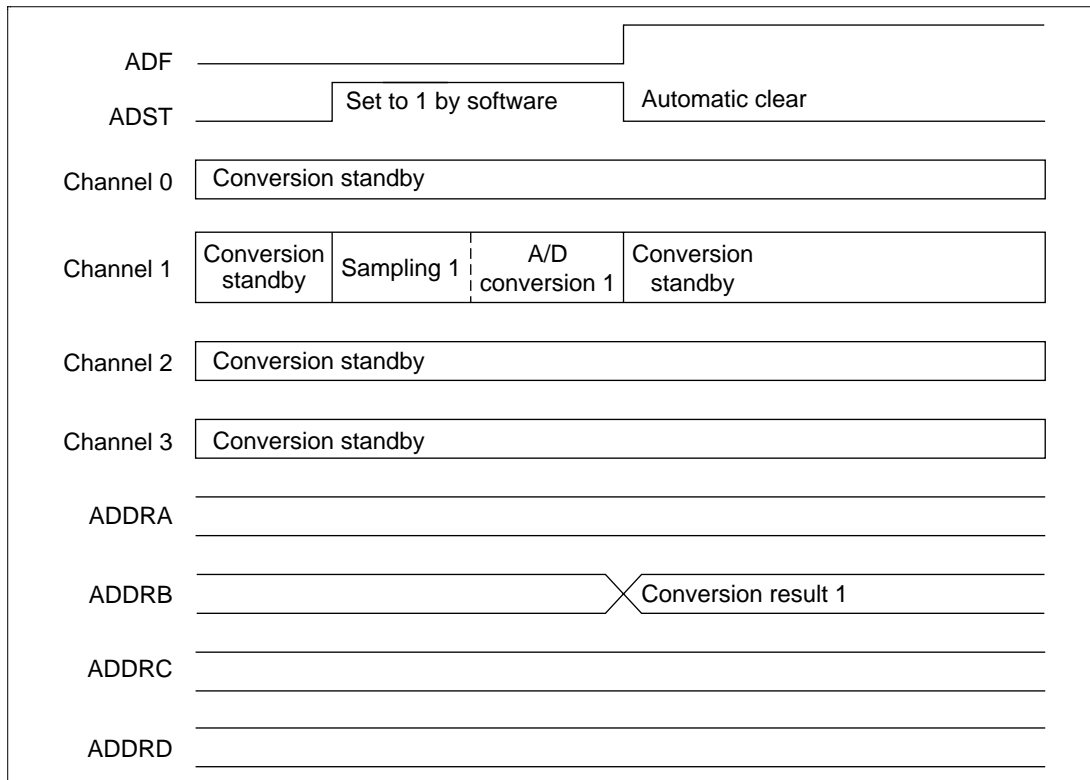 ADF
ADST Set to 1 by software Automatic clear
Channel 0 Conversion standby
Channel 1 Conversion standby Sampling 1 A/D conversion 1 Conversion standby
Channel 2 Conversion standby
Channel 3 Conversion standby
ADDRA
ADDRB Conversion result 1
ADDRC
ADDRD